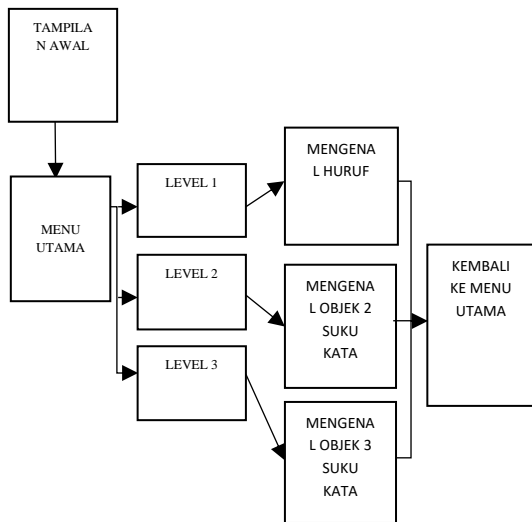 TAMPILA
N AWAL
MENU
UTAMA
LEVEL 1
LEVEL 2
LEVEL 3
MENGENA
L HURUF
MENGENA
L OBJEK 2
SUKU
KATA
MENGENA
L OBJEK 3
SUKU
KATA
KEMBALI
KE MENU
UTAMA